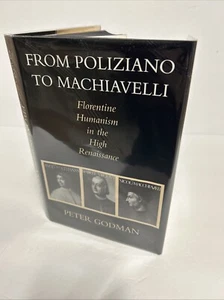 FROM POLIZIANO
TO MACHIAVELLI
Florentine
Humanism
in the
High
Renaissance
PETER GODMAN